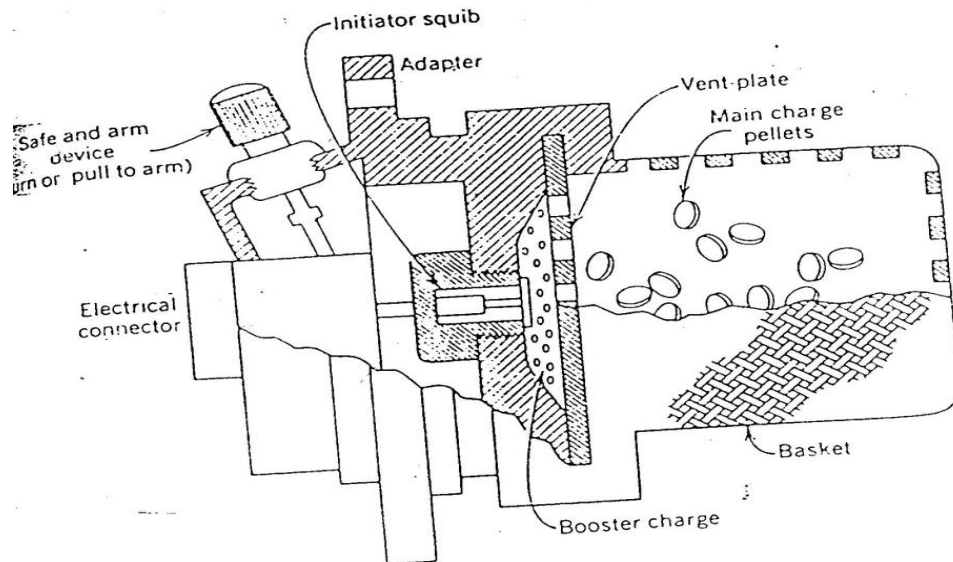 Initiator squib
Adapter
Vent-plate
Main charge
pellets
Safe and arm
device
urn or pull to arm)
Electrical
connector
Basket
Booster charge